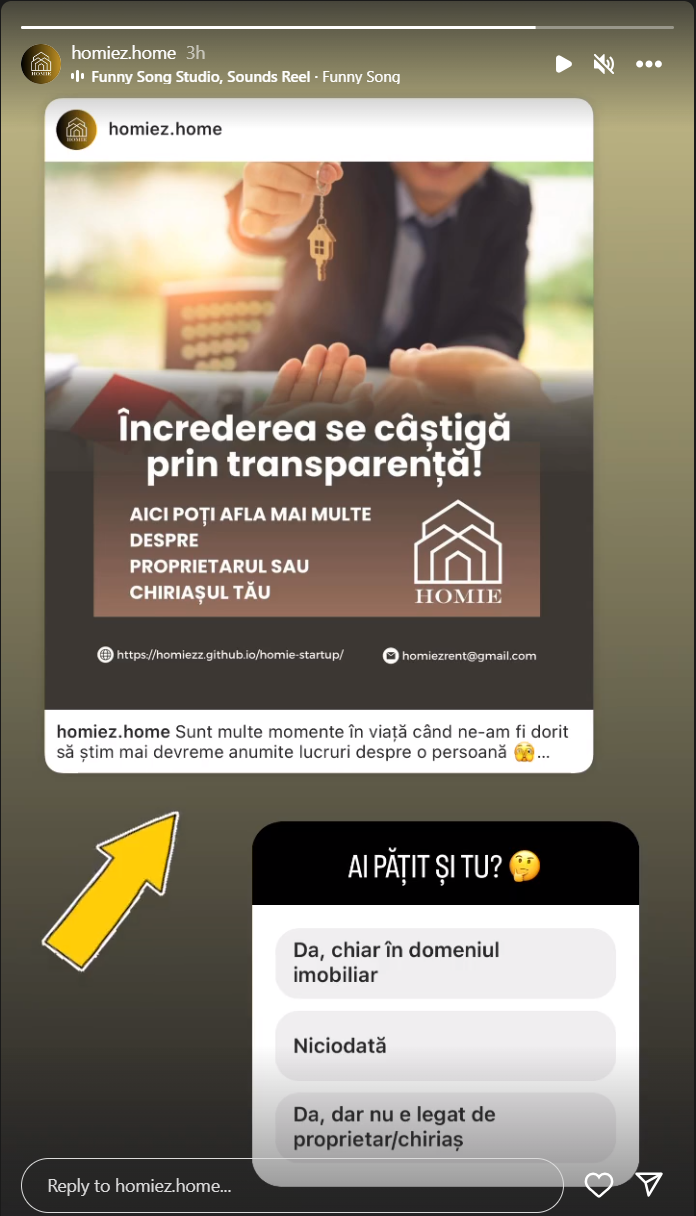 homiez.home 3h
Funny Song Studio, Sounds Reel · Funny Song
homiez.home
Încrederea se câștigă
prin transparență!
AICI POȚI AFLA MAI MULTE
DESPRE
PROPRIETARUL SAU
CHIRIAȘUL TĂU
HOMIE
https://homiezz.github.io/homie-startup/
homiezrent@gmail.com
homiez.home Sunt multe momente în viață când ne-am fi dorit
să știm mai devreme anumite lucruri despre o persoană 🫣...
AI PĂȚIT ȘI TU? 🤔
Da, chiar în domeniul
imobiliar
Niciodată
Da, dar nu e legat de
proprietar/chiriaș
Reply to homiez.home...